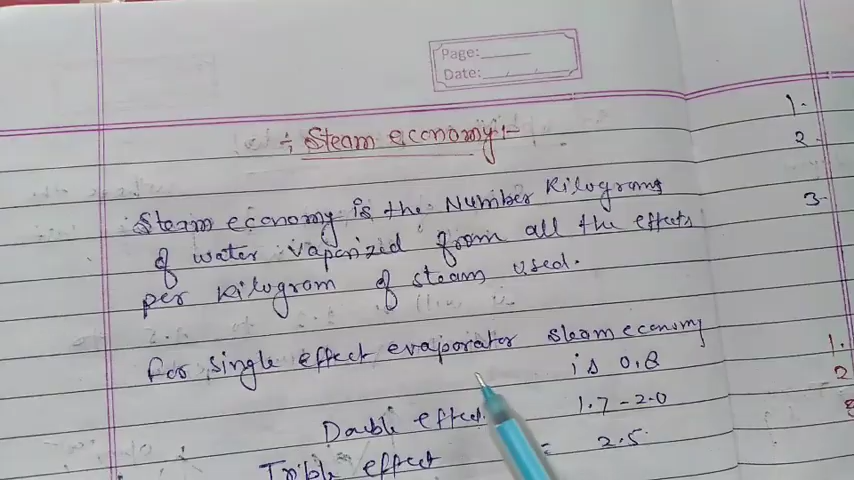 Page:
Date: / /
÷ Steam economy:-
Steam economy is the Number Kilograms
of water vaporized from all the effects
per kilogram of steam used.
for single effect evaporator steam economy
is 0.8
Double effect 1.7-2.0
Trible effect = 2.5
1.
2.
3.
1.
2